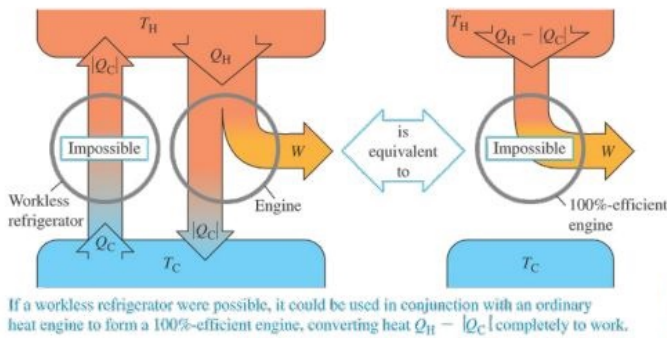 T_H
T_H
|Q_C|
Q_H
Q_H − |Q_C|
Impossible
W
is
equivalent
to
Impossible
W
Workless
refrigerator
Engine
100%-efficient
engine
Q_C
|Q_C|
T_C
T_C
If a workless refrigerator were possible, it could be used in conjunction with an ordinary
heat engine to form a 100%-efficient engine, converting heat Q_H − |Q_C| completely to work.